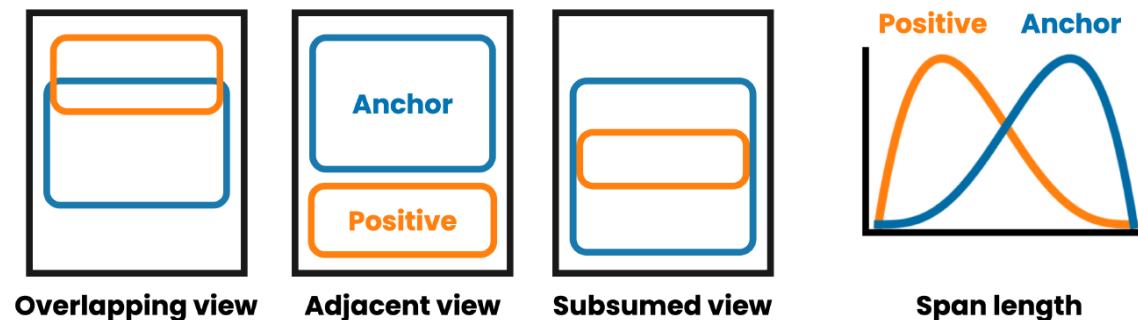 Positive Anchor
Anchor
Positive
Overlapping view
Adjacent view
Subsumed view
Span length